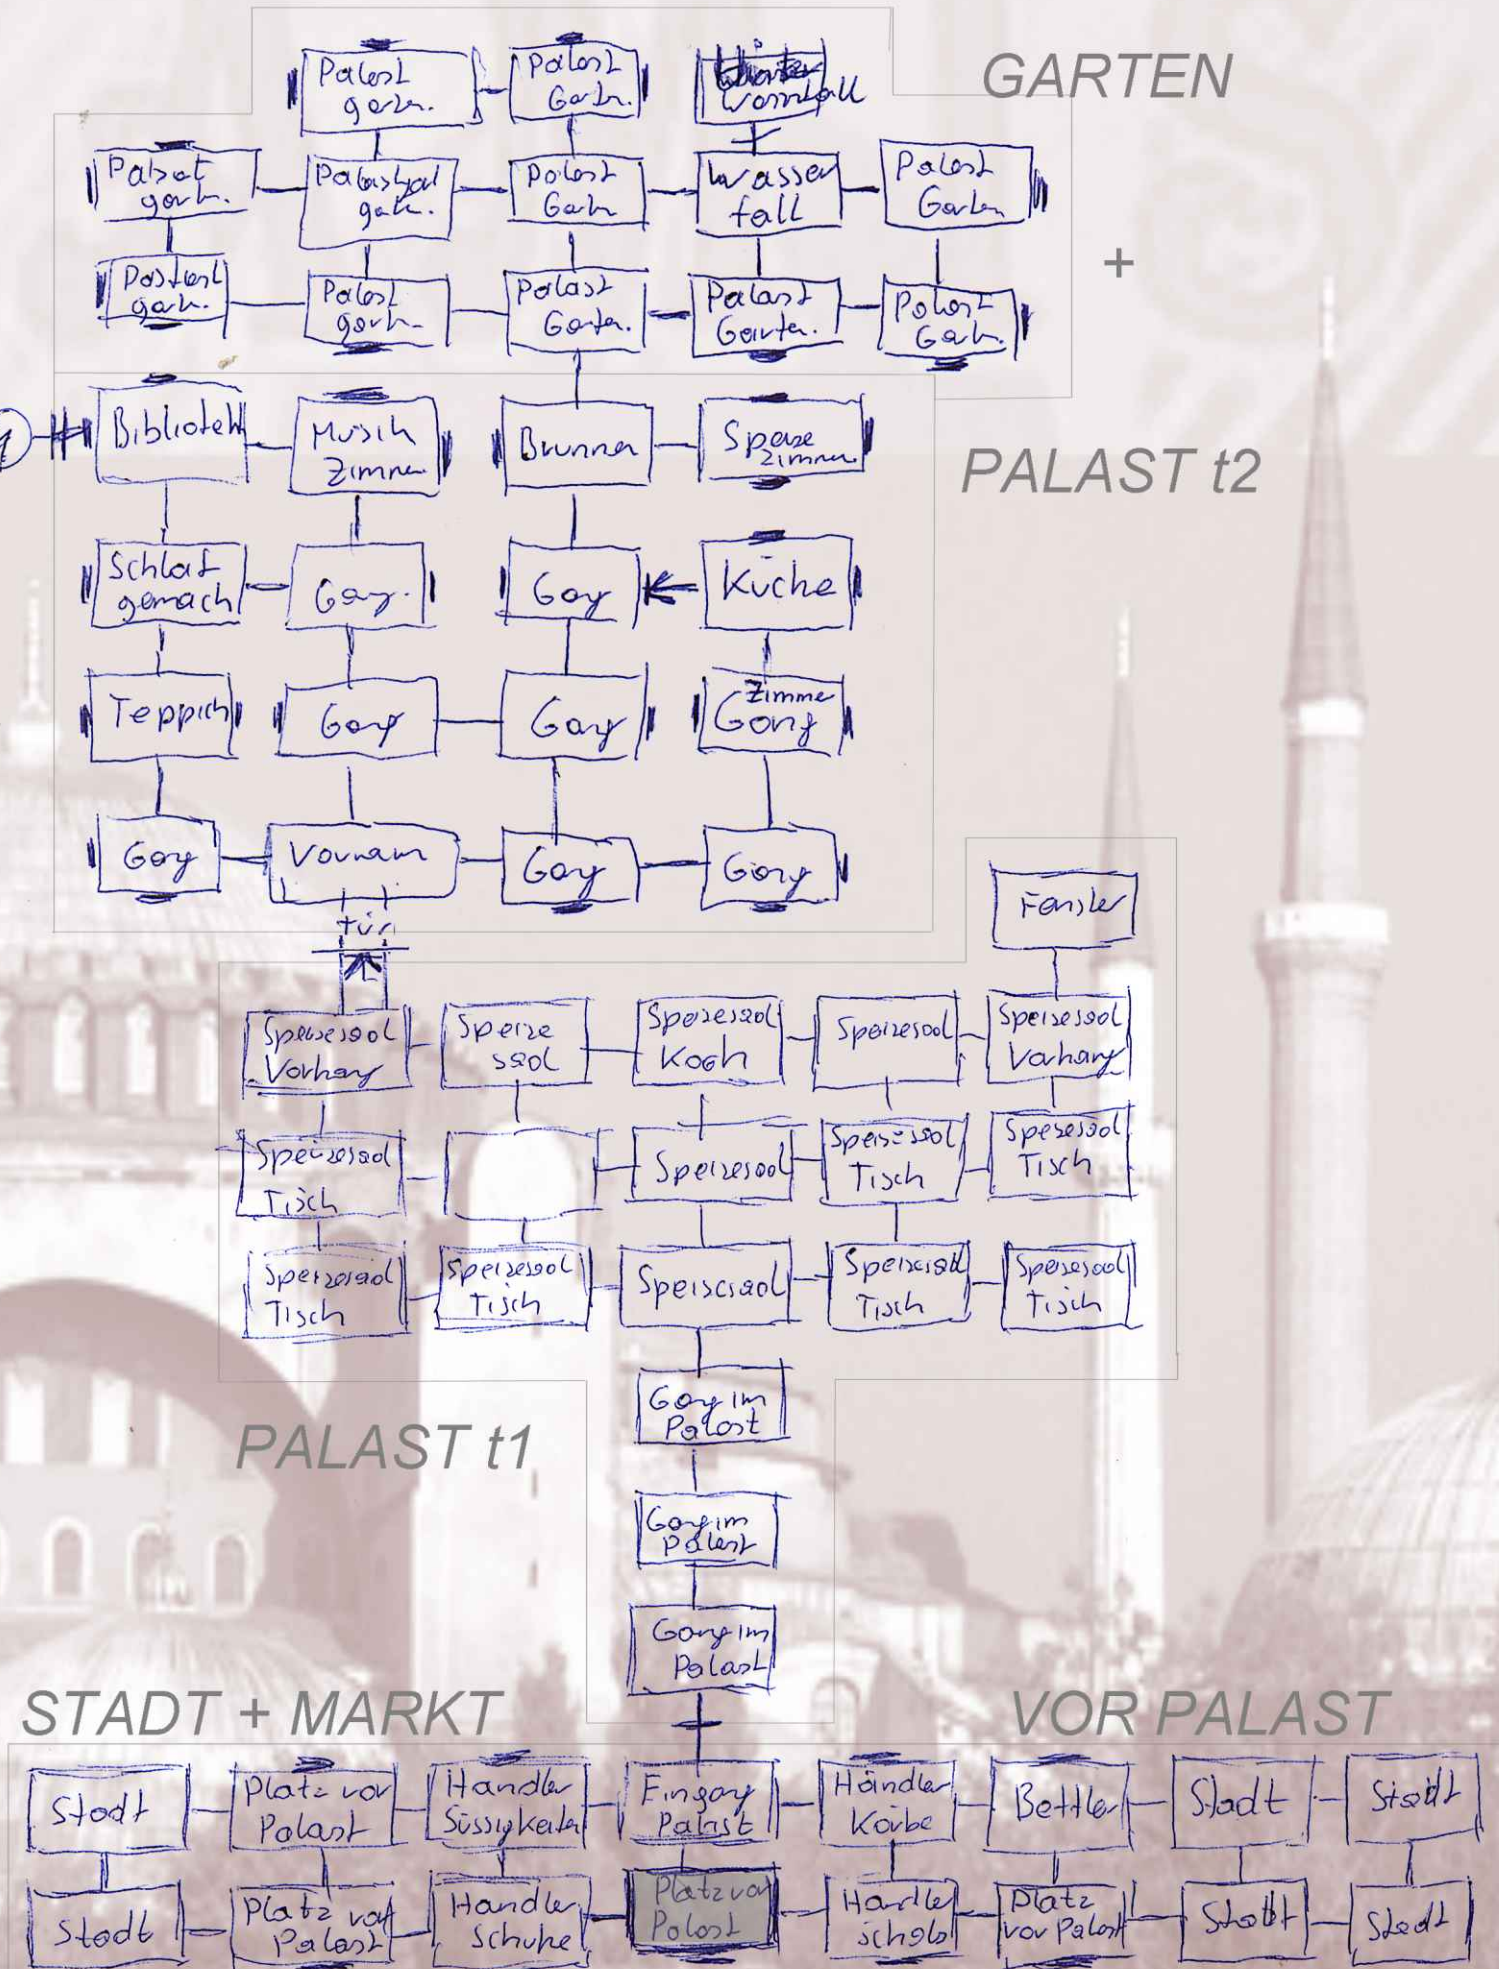 GARTEN
Palast
garten.
Palast
Garten.
Wasserfall
Palast
garten.
Palast
garten.
Palast
Garten
Wasser
fall
Palast
Garten
garten.
Palast
garten.
Palast
Garten.
Palast
Garten.
Palast
Garten.
+
1
Bibliotek
Musik
Zimmer
Brunnen
Speise
zimmer.
PALAST t2
Schlaf
gemach
Gang.
Gang
Küche
Teppich
Gang
Gang
Zimmer
Gang
Gang
Vorraum
Gang
Gang
Tür
Fenster
Speisesaal
Vorhang
Speise
saal
Speisesaal
Koch
Speisesaal
Speisesaal
Vorhang
Speisesaal
Tisch
Speisesaal
Speisesaal
Tisch
Speisesaal
Tisch
Speisesaal
Tisch
Speisesaal
Tisch
Speisesaal
Speisesaal
Tisch
Speisesaal
Tisch
Gang im
Palast
PALAST t1
Gang im
Palast
Gang im
Palast
STADT + MARKT
VOR PALAST
Stadt
Platz vor
Palast
Händler
Süssigkeiten
Eingang
Palast
Händler
Körbe
Bettler
Stadt
Stadt
Stadt
Platz vor
Palast
Händler
Schuhe
Platz vor
Palast
Händler
Platz
vor Palast
Stadt
Stadt